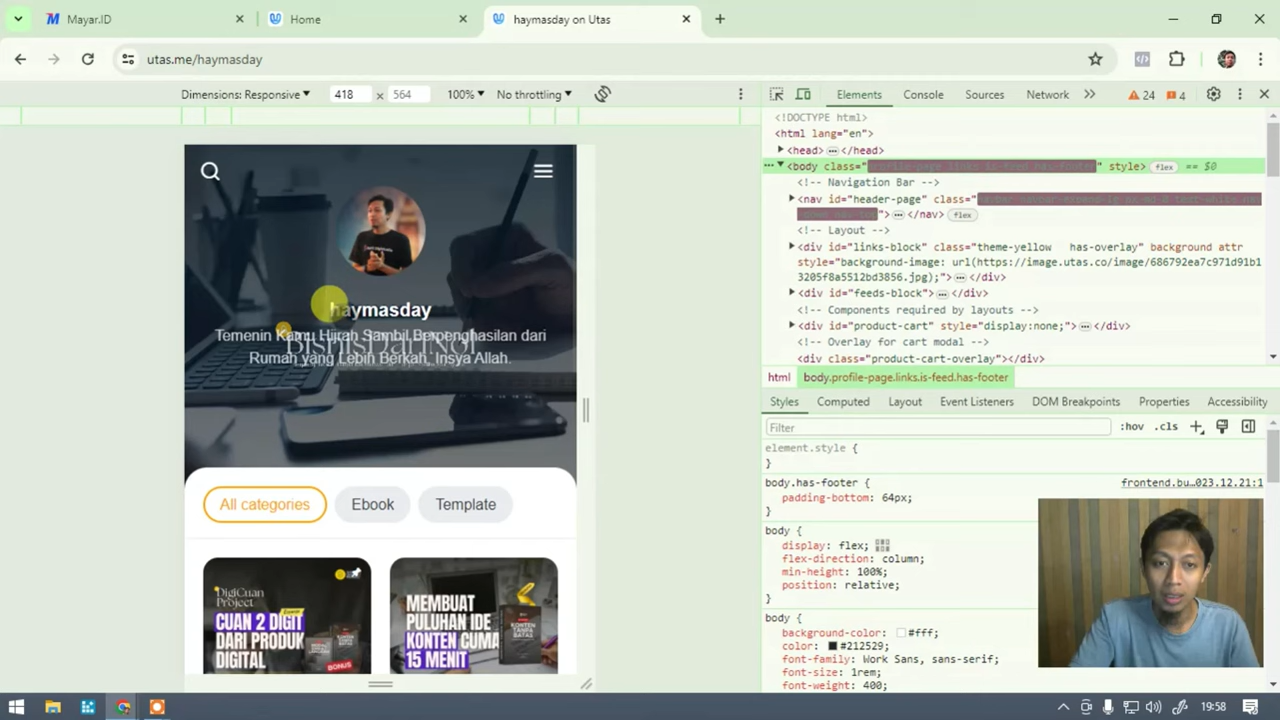 Mayar.ID
Home
haymasday on Utas
utas.me/haymasday
Dimensions: Responsive
418 x 564
100%
No throttling
Elements
Console
Sources
Network
24
4
<!DOCTYPE html>
<html lang="en">
<head> </head>
<body class=" " style> flex == $0
<!-- Navigation Bar -->
<nav id="header-page" class="
"> </nav> flex
<!-- Layout -->
<div id="links-block" class="theme-yellow has-overlay" background attr
style="background-image: url(https://image.utas.co/image/686792ea7c971d91b1
3205f8a5512bd3856.jpg);"> </div>
<div id="feeds-block"> </div>
<!-- Components required by layouts -->
<div id="product-cart" style="display:none;"> </div>
<!-- Overlay for cart modal -->
<div class="product-cart-overlay"></div>
html
body.profile-page.links.is-feed.has-footer
Styles
Computed
Layout
Event Listeners
DOM Breakpoints
Properties
Accessibility
Filter
:hov
.cls
element.style {
}
body.has-footer {
frontend.bu…023.12.21:1
padding-bottom: 64px;
}
body {
display: flex;
flex-direction: column;
min-height: 100%;
position: relative;
}
body {
background-color: #fff;
color: #212529;
font-family: Work Sans, sans-serif;
font-size: 1rem;
font-weight: 400;
haymasday
Temenin Kamu Hijrah Sambil Berpenghasilan dari
Rumah yang Lebih Berkah, Insya Allah.
All categories
Ebook
Template
DigiCuan
Project
CUAN 2 DIGIT
DARI PRODUK
DIGITAL
BONUS
MEMBUAT
PULUHAN IDE
KONTEN CUMA
15 MENIT
KONTEN
TANPA
BATAS
19:58